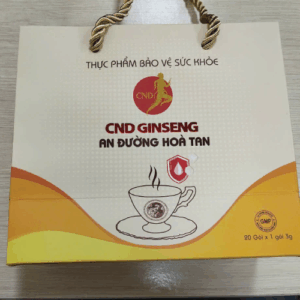 THỰC PHẨM BẢO VỆ SỨC KHỎE
CND
CND GINSENG
AN ĐƯỜNG HOÀ TAN
GMP
20 Gói x 1 gói 3g